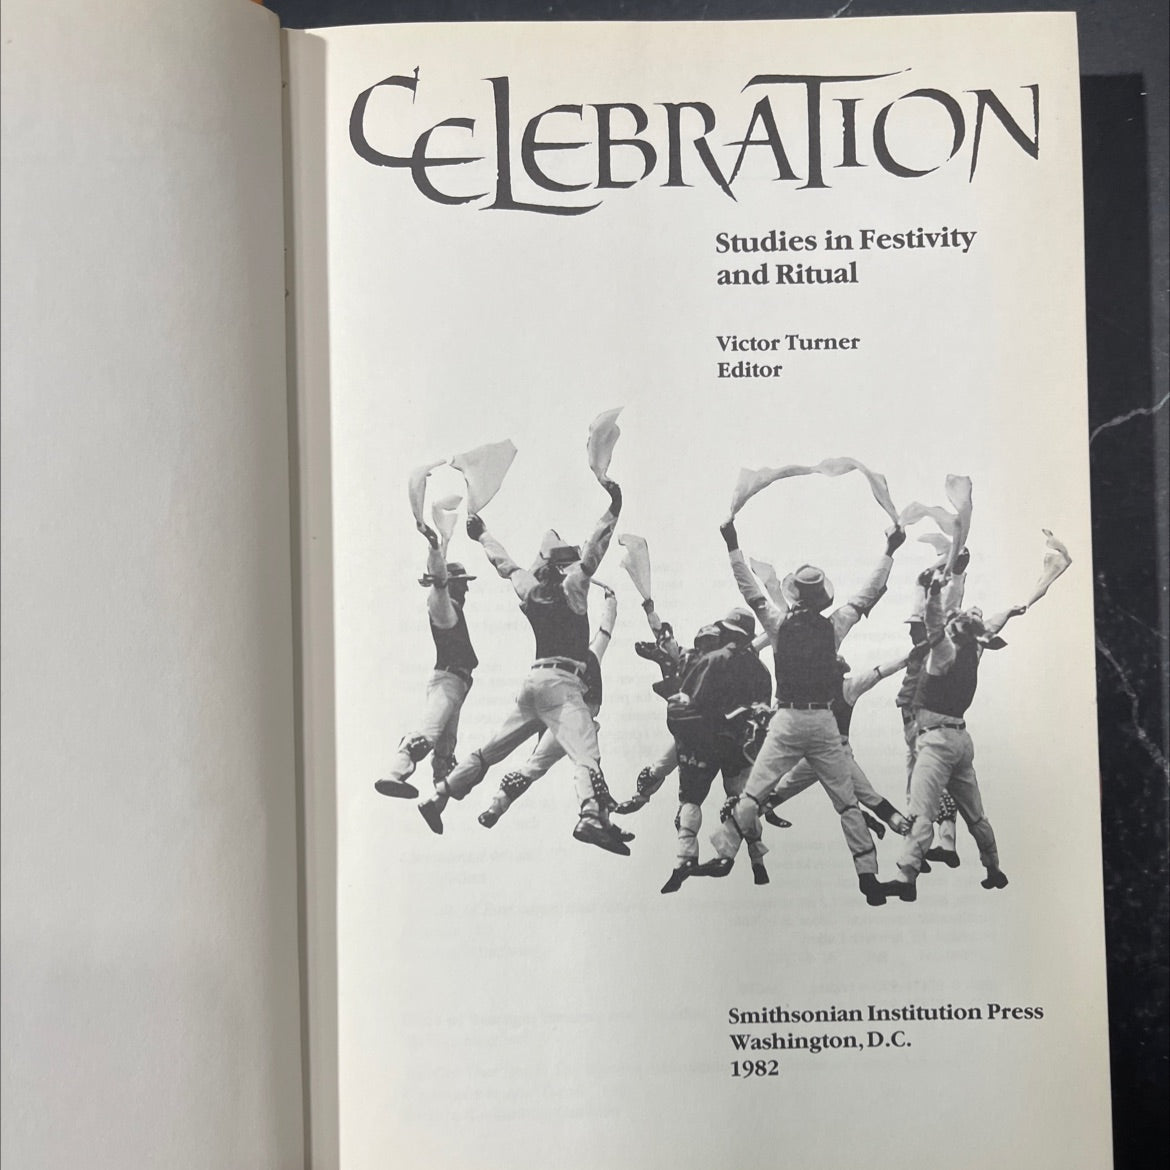 CELEBRATION
Studies in Festivity
and Ritual
Victor Turner
Editor
Smithsonian Institution Press
Washington, D.C.
1982